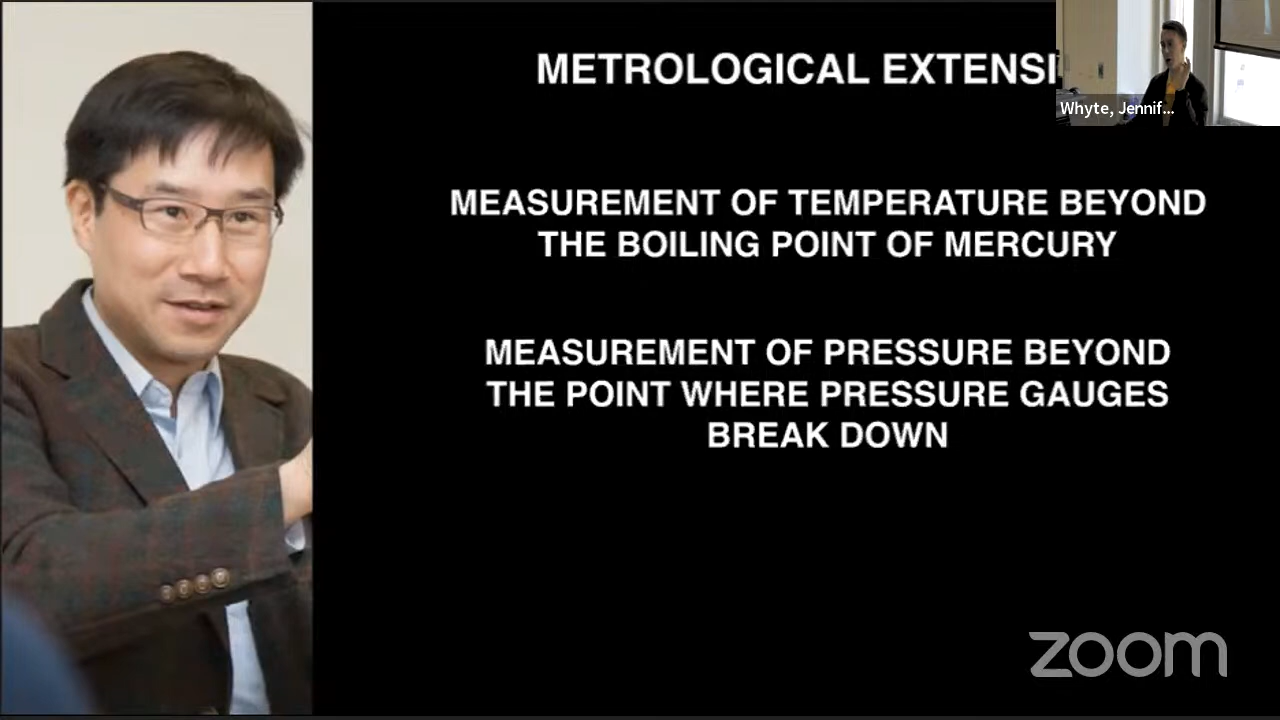 METROLOGICAL EXTENSI
Whyte, Jennif...
MEASUREMENT OF TEMPERATURE BEYOND
THE BOILING POINT OF MERCURY
MEASUREMENT OF PRESSURE BEYOND
THE POINT WHERE PRESSURE GAUGES
BREAK DOWN
zoom